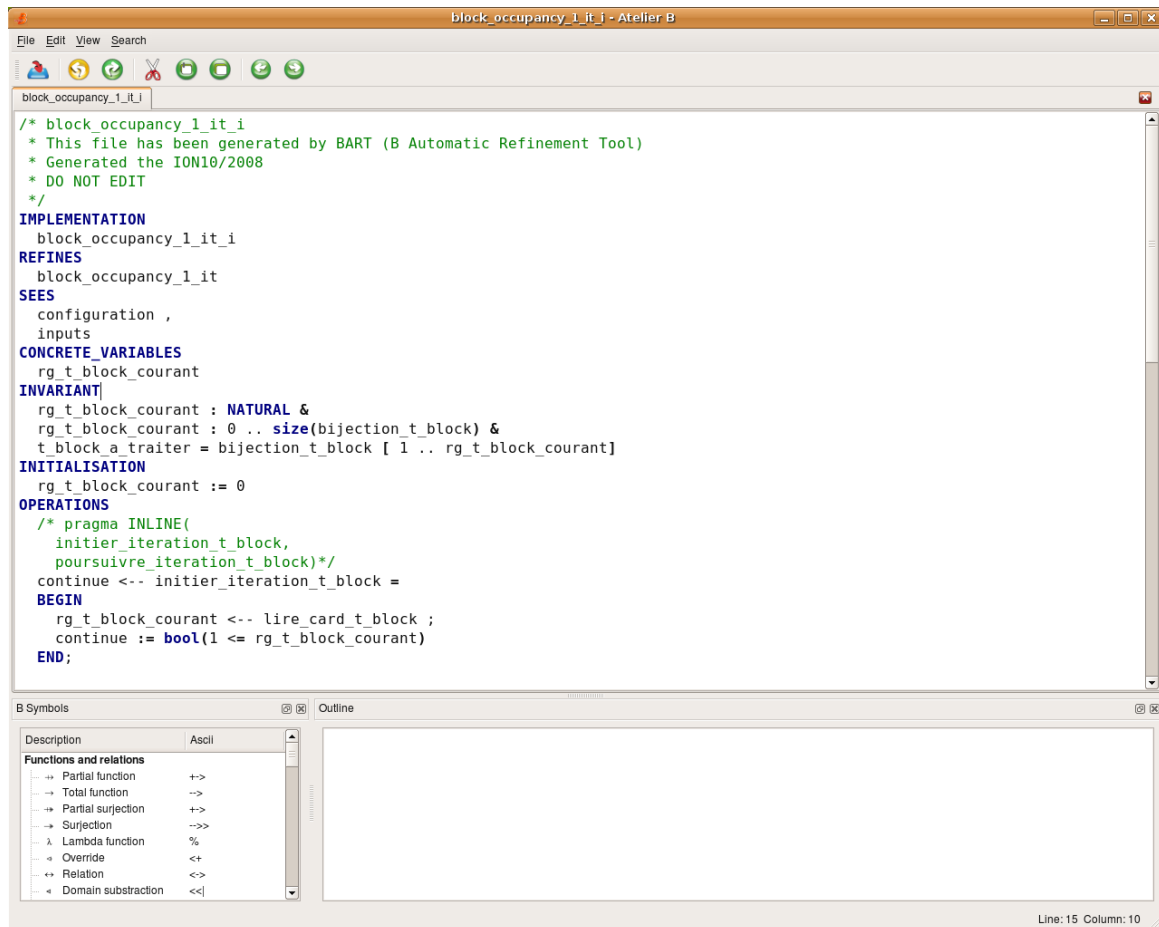 block_occupancy_1_it_i - Atelier B
File Edit View Search
block_occupancy_1_it_i
/* block_occupancy_1_it_i
 * This file has been generated by BART (B Automatic Refinement Tool)
 * Generated the ION10/2008
 * DO NOT EDIT
 */
IMPLEMENTATION
  block_occupancy_1_it_i
REFINES
  block_occupancy_1_it
SEES
  configuration ,
  inputs
CONCRETE_VARIABLES
  rg_t_block_courant
INVARIANT
  rg_t_block_courant : NATURAL &
  rg_t_block_courant : 0 .. size(bijection_t_block) &
  t_block_a_traiter = bijection_t_block [ 1 .. rg_t_block_courant]
INITIALISATION
  rg_t_block_courant := 0
OPERATIONS
  /* pragma INLINE(
    initier_iteration_t_block,
    poursuivre_iteration_t_block)*/
  continue <-- initier_iteration_t_block =
  BEGIN
    rg_t_block_courant <-- lire_card_t_block ;
    continue := bool(1 <= rg_t_block_courant)
  END;
B Symbols
Description Ascii
Functions and relations
⇸ Partial function +->
→ Total function -->
⤀ Partial surjection +->
↠ Surjection -->>
λ Lambda function %
⊲ Override <+
↔ Relation <->
⩤ Domain substraction <<|
Outline
Line: 15 Column: 10